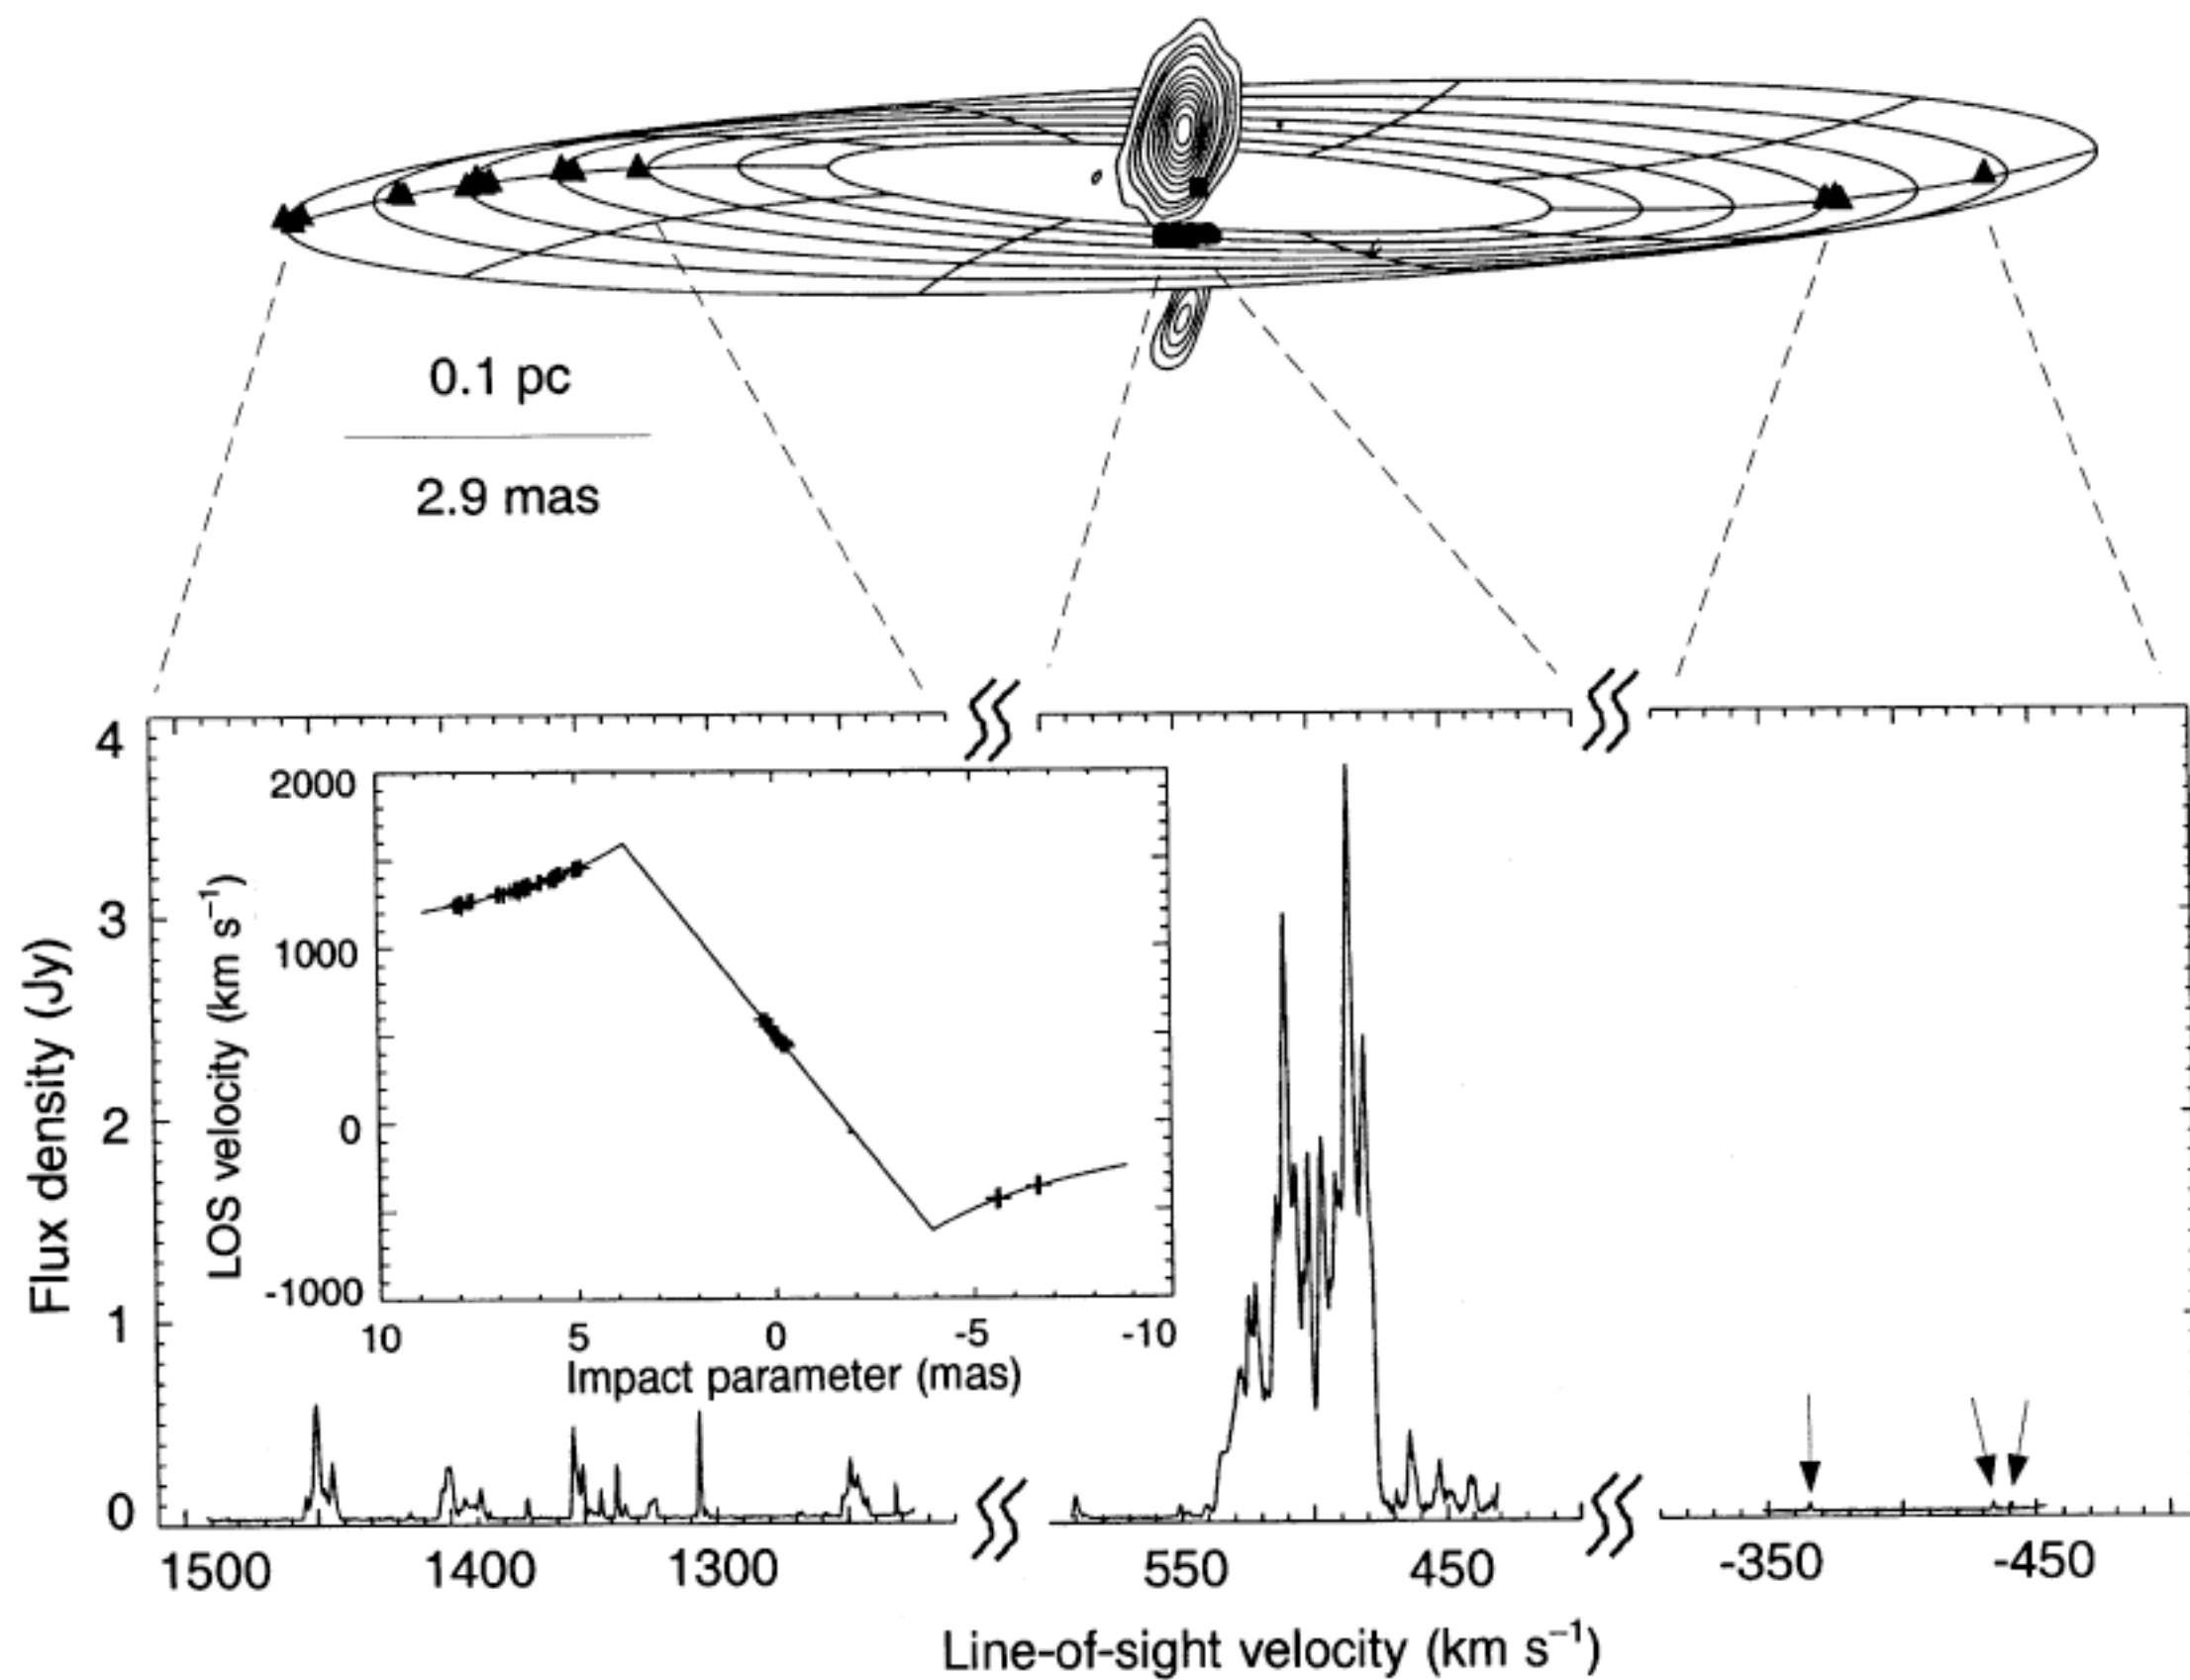 0.1 pc
2.9 mas
4
3
2
1
0
Flux density (Jy)
2000
1000
0
-1000
LOS velocity (km s⁻¹)
10 5 0 -5 -10
Impact parameter (mas)
1500 1400 1300 550 450 -350 -450
Line-of-sight velocity (km s⁻¹)